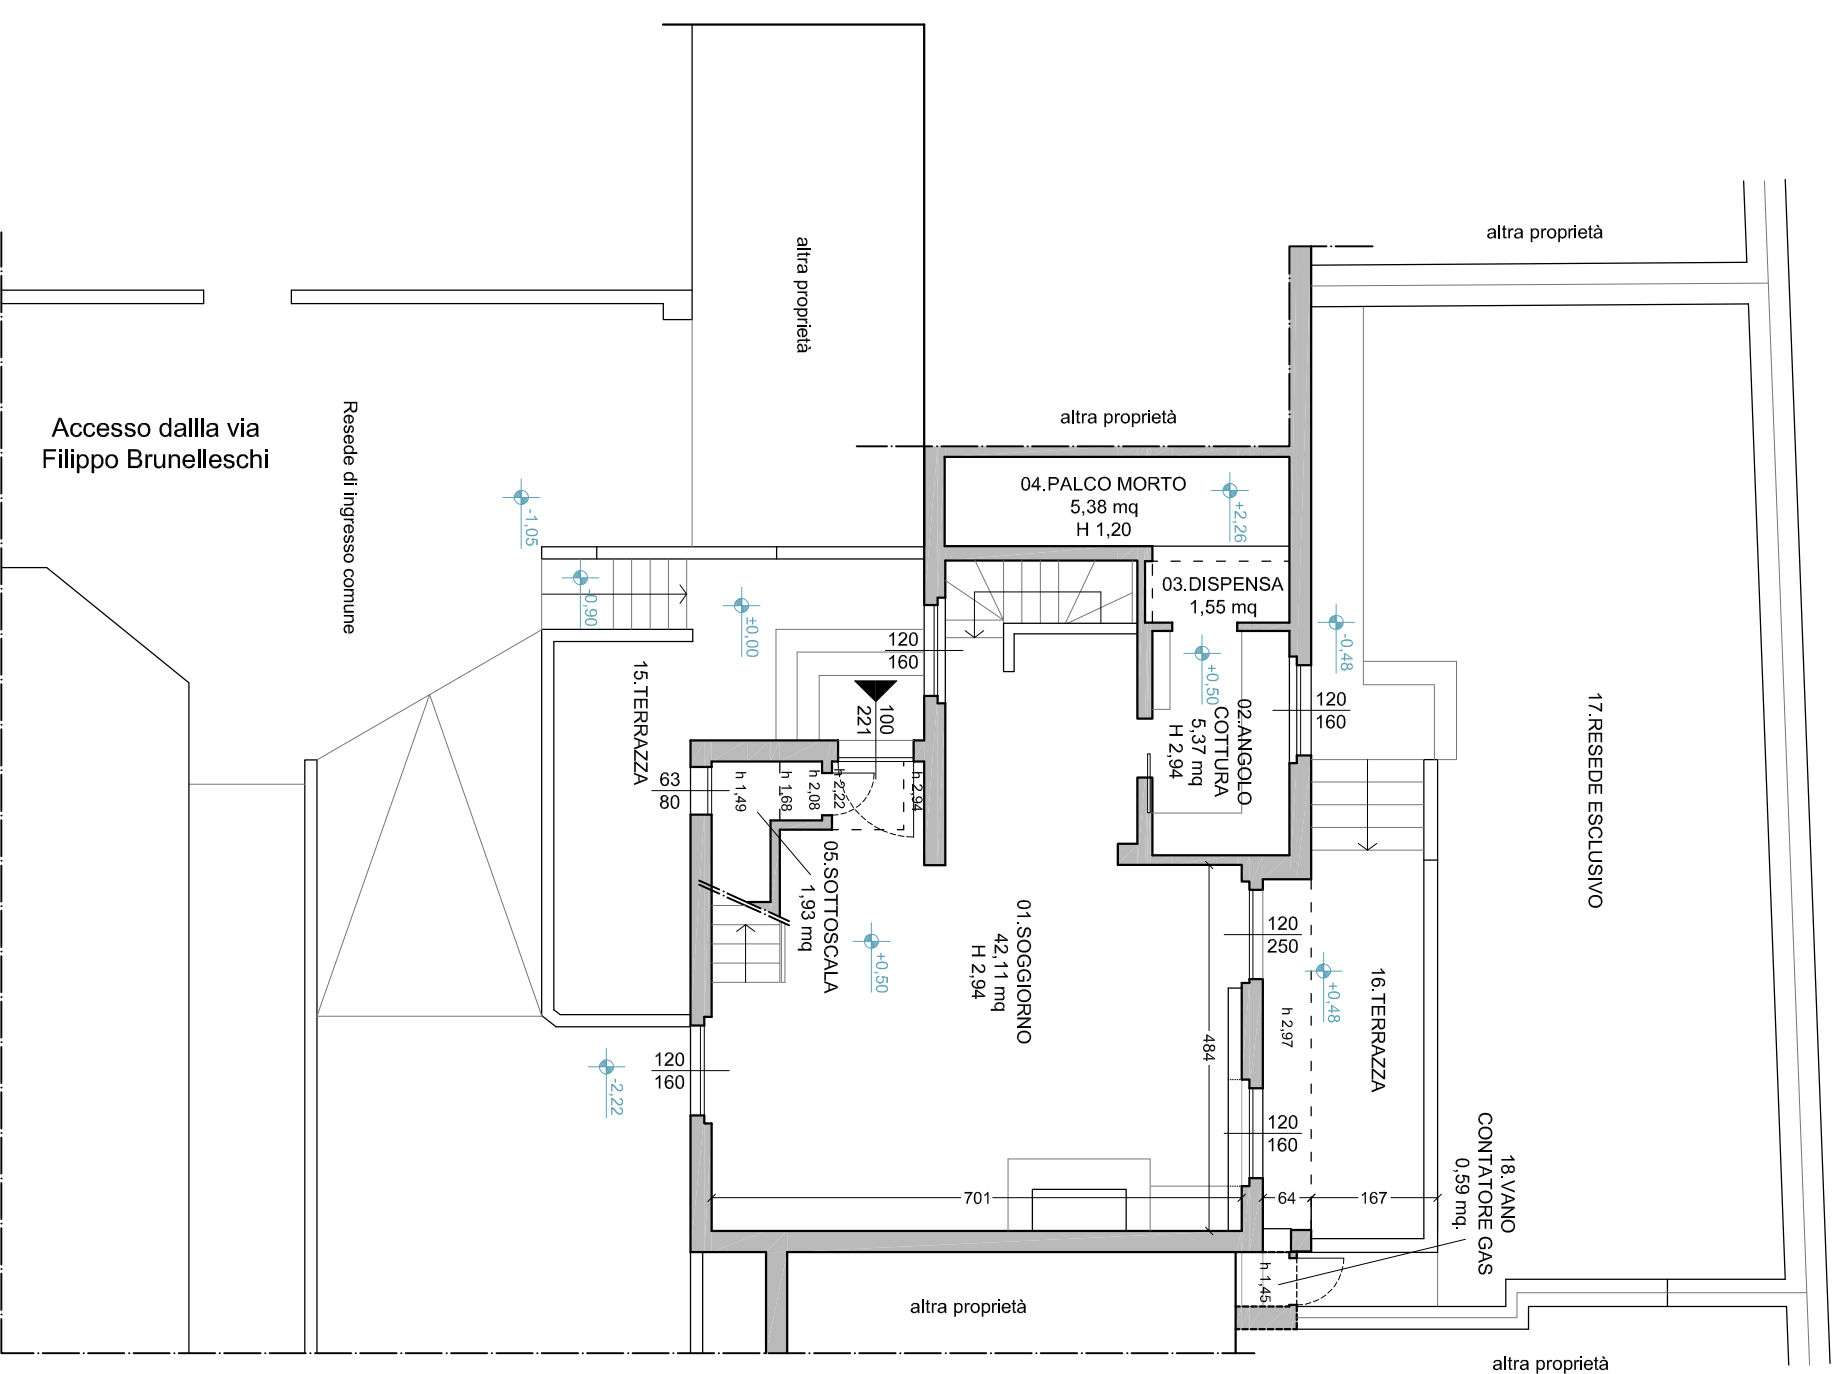 altra proprietà
altra proprietà
Accesso dallla via
Filippo Brunelleschi
Resede di ingresso comune
altra proprietà
04.PALCO MORTO
5,38 mq
H 1,20
+2,26
-1,05
-0,90
±0,00
03.DISPENSA
1,55 mq
-0,48
120
160
+0,50
02.ANGOLO
COTTURA
5,37 mq
H 2,94
120
160
15.TERRAZZA
100
221
17.RESEDE ESCLUSIVO
63
80
h 1,49
h 1,68
h 2,08
h 2,22
h 2,94
05.SOTTOSCALA
1,93 mq
+0,50
01.SOGGIORNO
42,11 mq
H 2,94
120
250
+0,48
16.TERRAZZA
h 2,97
484
120
160
-2,22
120
160
701
64
167
18.VANO
CONTATORE GAS
0,59 mq.
h 1,45
altra proprietà
altra proprietà